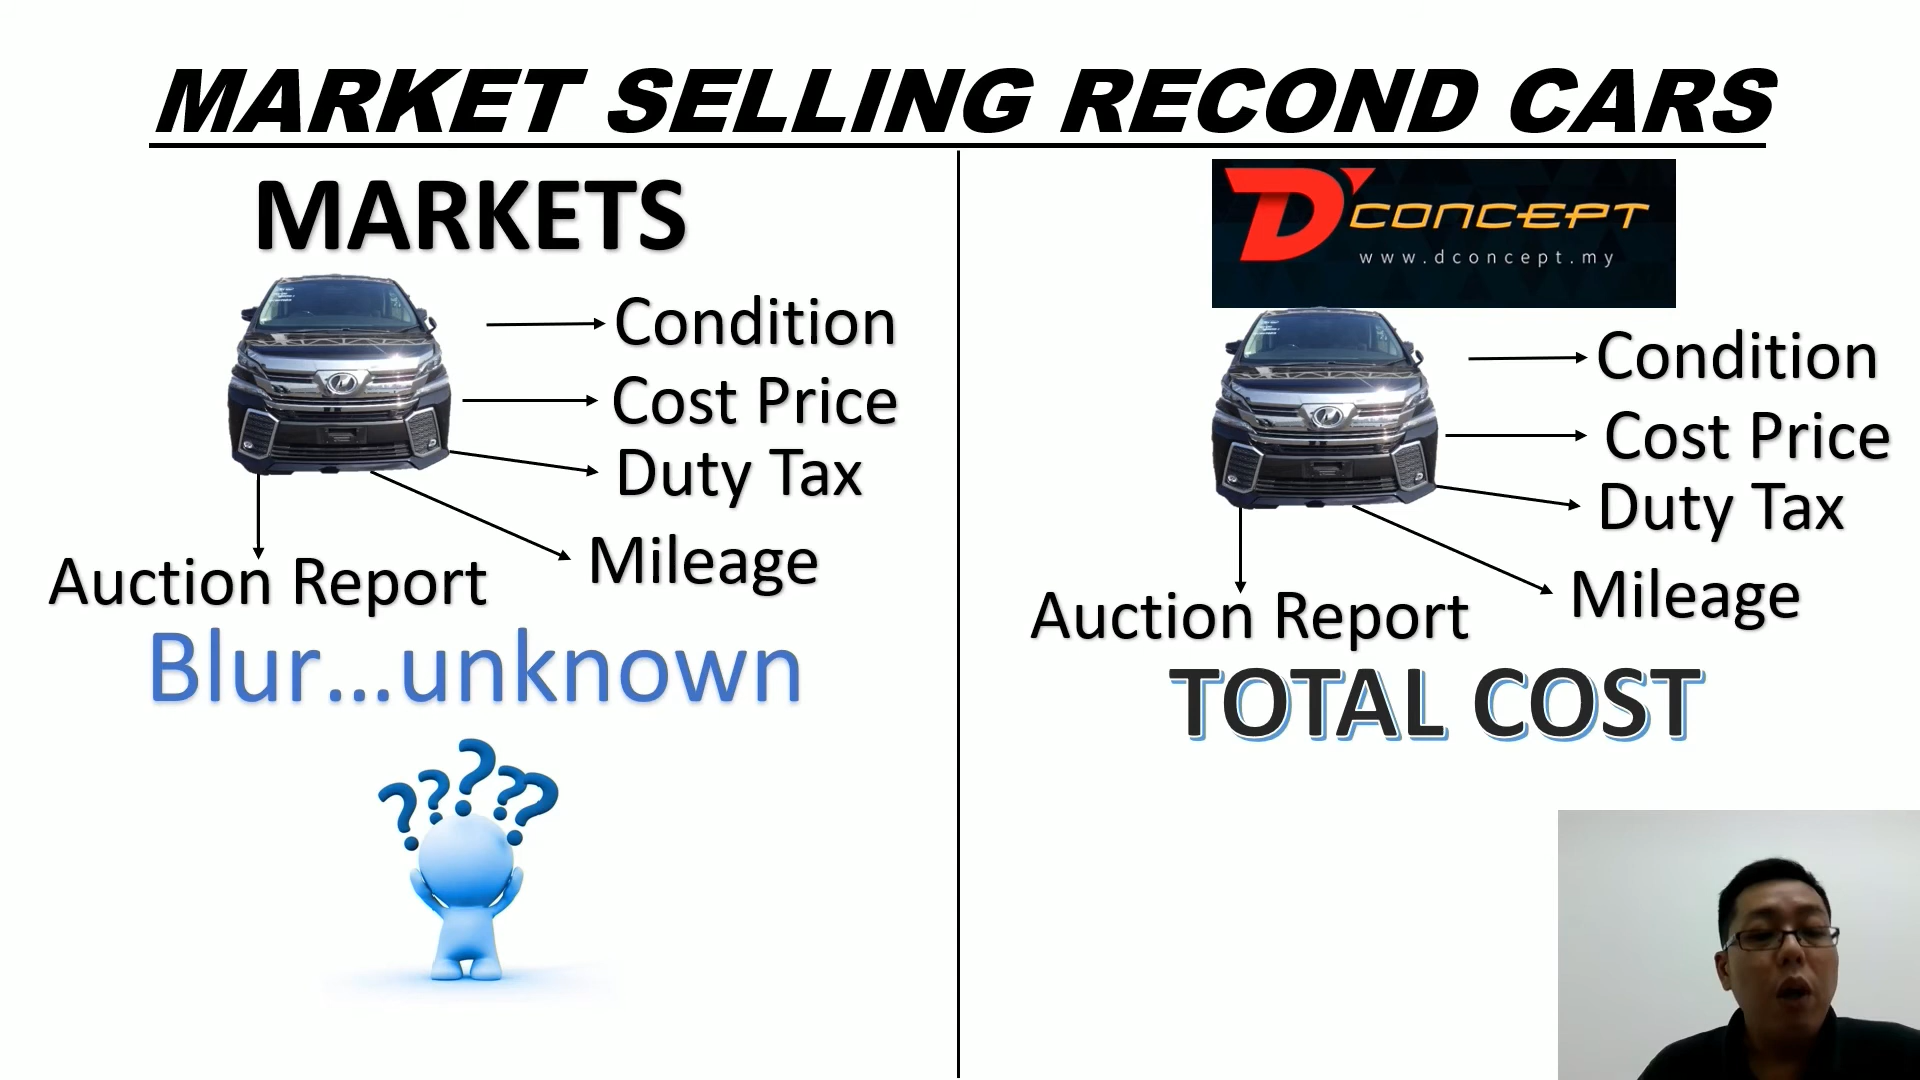 MARKET SELLING RECOND CARS
MARKETS
Condition
Cost Price
Duty Tax
Mileage
Auction Report
Blur...unknown
?????
D'CONCEPT
www.dconcept.my
Condition
Cost Price
Duty Tax
Mileage
Auction Report
TOTAL COST